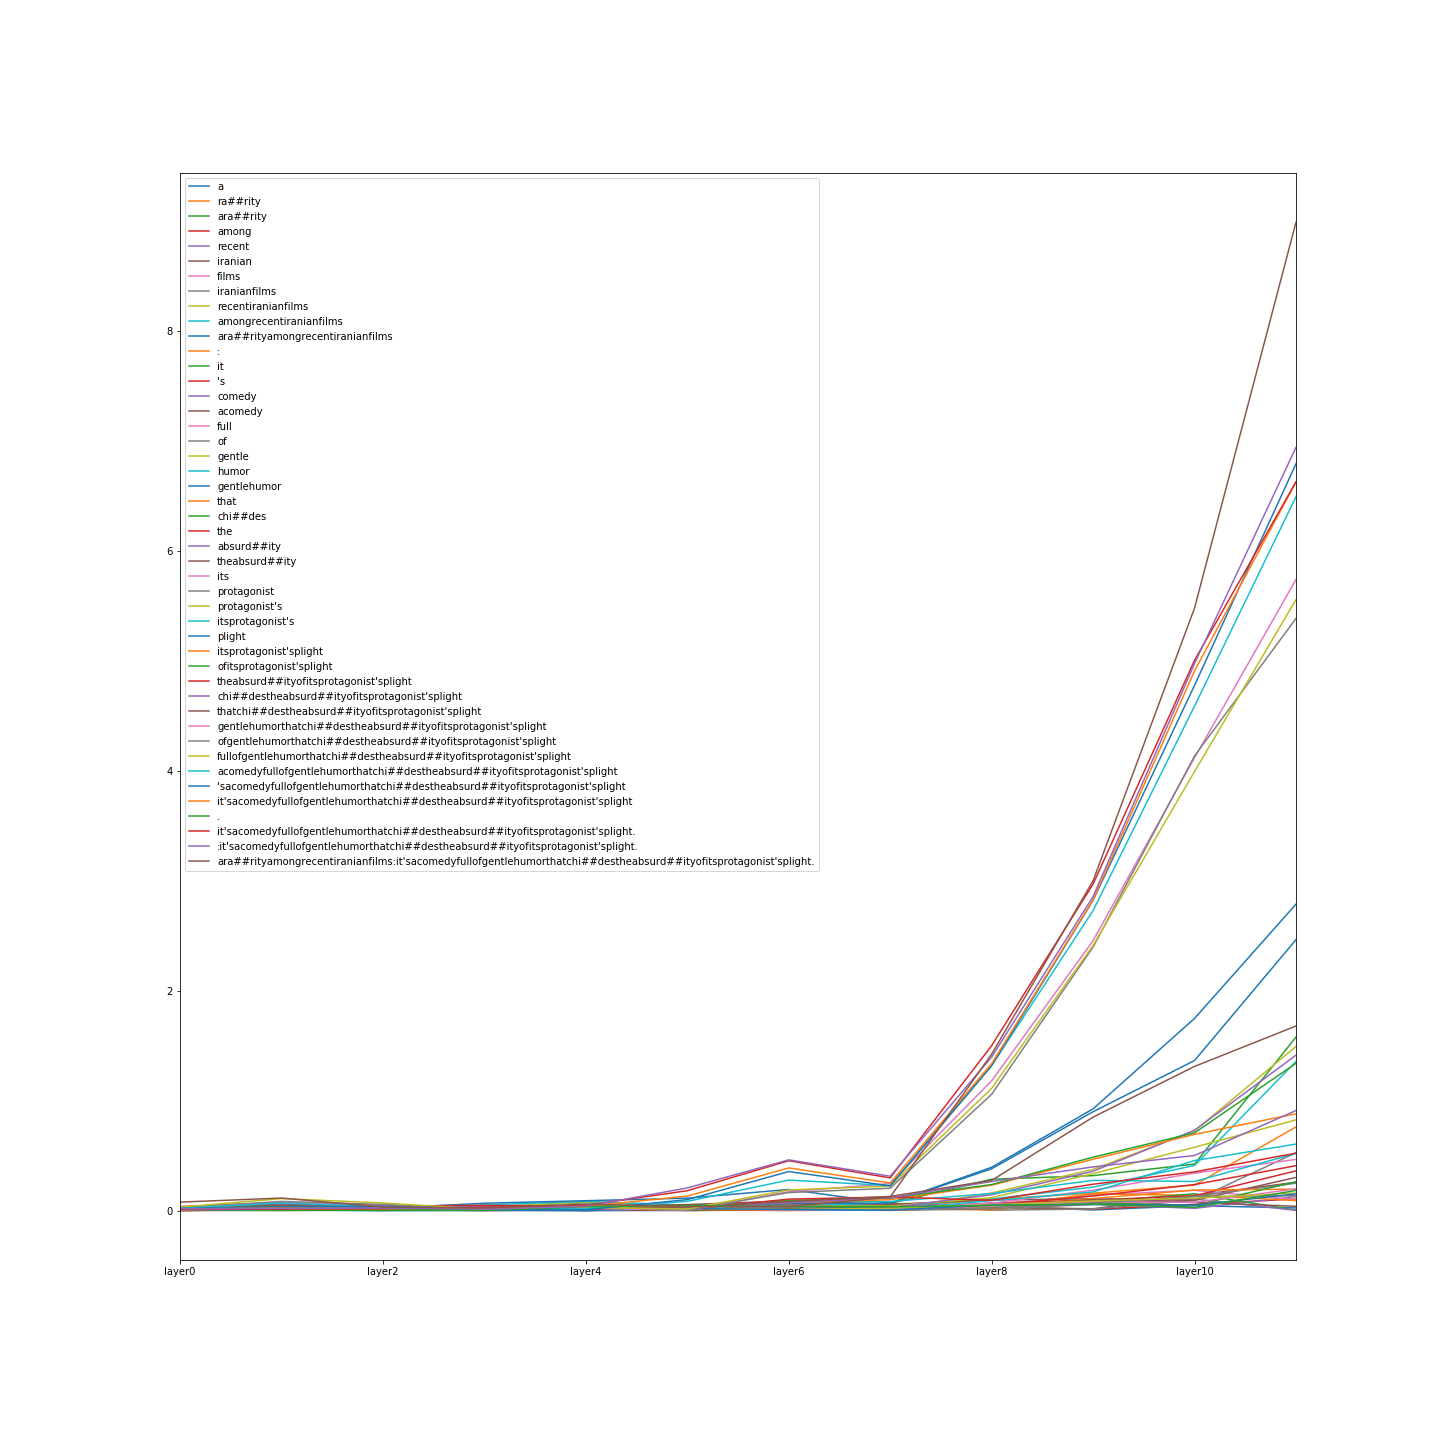 a
ra##rity
ara##rity
among
recent
iranian
films
iranianfilms
recentiranianfilms
amongrecentiranianfilms
ara##rityamongrecentiranianfilms
:
it
's
comedy
acomedy
full
of
gentle
humor
gentlehumor
that
chi##des
the
absurd##ity
theabsurd##ity
its
protagonist
protagonist's
itsprotagonist's
plight
itsprotagonist'splight
ofitsprotagonist'splight
theabsurd##ityofitsprotagonist'splight
chi##destheabsurd##ityofitsprotagonist'splight
thatchi##destheabsurd##ityofitsprotagonist'splight
gentlehumorthatchi##destheabsurd##ityofitsprotagonist'splight
ofgentlehumorthatchi##destheabsurd##ityofitsprotagonist'splight
fullofgentlehumorthatchi##destheabsurd##ityofitsprotagonist'splight
acomedyfullofgentlehumorthatchi##destheabsurd##ityofitsprotagonist'splight
'sacomedyfullofgentlehumorthatchi##destheabsurd##ityofitsprotagonist'splight
it'sacomedyfullofgentlehumorthatchi##destheabsurd##ityofitsprotagonist'splight
.
it'sacomedyfullofgentlehumorthatchi##destheabsurd##ityofitsprotagonist'splight.
:it'sacomedyfullofgentlehumorthatchi##destheabsurd##ityofitsprotagonist'splight.
ara##rityamongrecentiranianfilms:it'sacomedyfullofgentlehumorthatchi##destheabsurd##ityofitsprotagonist'splight.
8
6
4
2
0
layer0 layer2 layer4 layer6 layer8 layer10